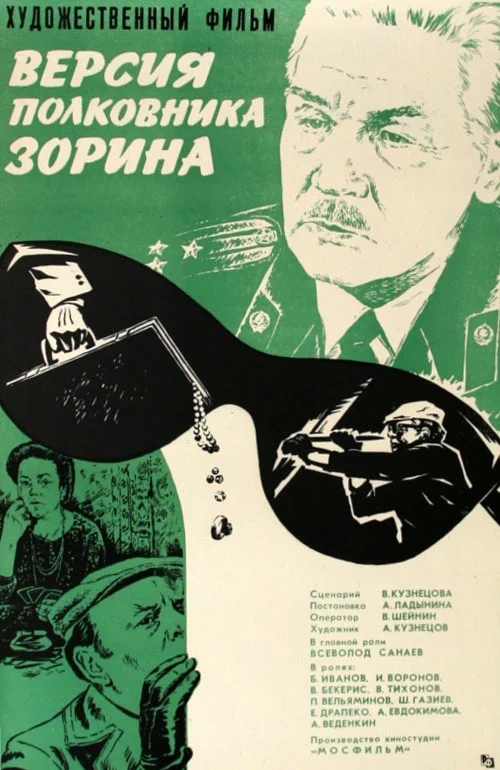 ХУДОЖЕСТВЕННЫЙ ФИЛЬМ
ВЕРСИЯ
ПОЛКОВНИКА
ЗОРИНА
Сценарий В.КУЗНЕЦОВА
Постановка А.ЛАДЫНИНА
Оператор В.ШЕЙНИН
Художник А.КУЗНЕЦОВ
В главной роли
ВСЕВОЛОД САНАЕВ
В ролях:
Б.ИВАНОВ, И.ВОРОНОВ,
В.БЕКЕРИС, В.ТИХОНОВ,
П.ВЕЛЬЯМИНОВ, Ш.ГАЗИЕВ,
Е.ДРАПЕКО, А.ЕВДОКИМОВА,
А.ВЕДЕНКИН
Производство киностудии
"МОСФИЛЬМ"